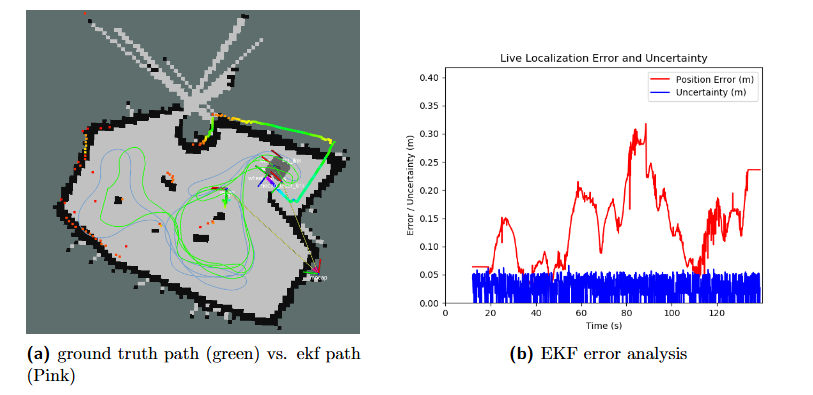 Live Localization Error and Uncertainty
Position Error (m)
Uncertainty (m)
Error / Uncertainty (m)
0.40
0.35
0.30
0.25
0.20
0.15
0.10
0.05
0.00
0 20 40 60 80 100 120
Time (s)
(a) ground truth path (green) vs. ekf path
(Pink)
(b) EKF error analysis